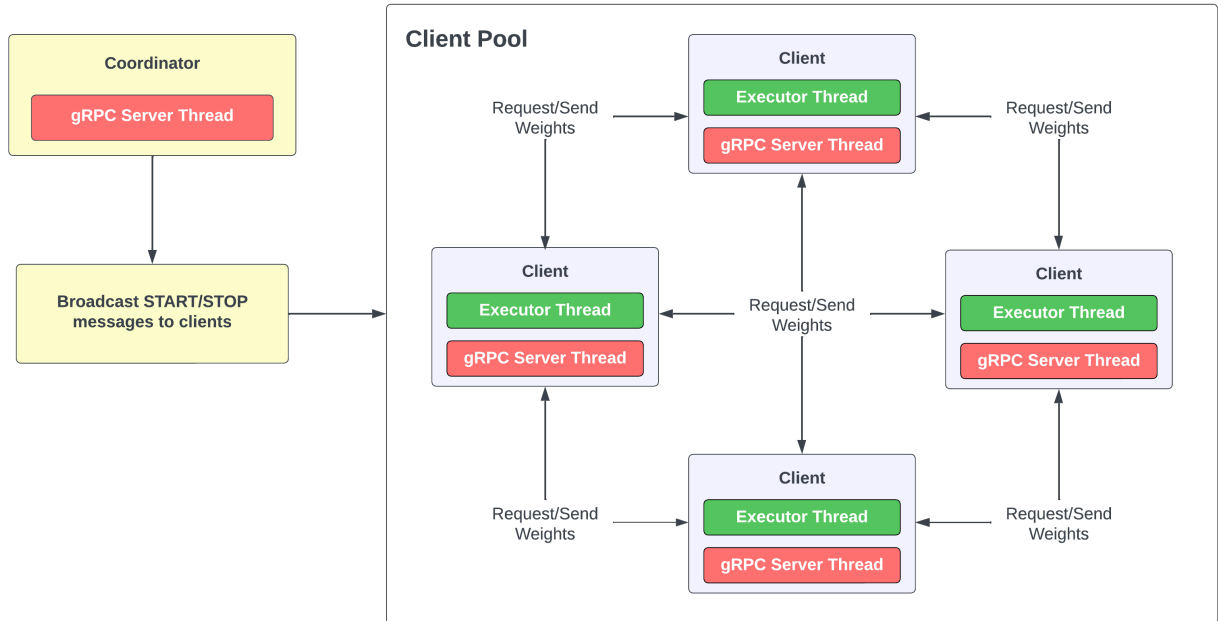 Coordinator
gRPC Server Thread
Broadcast START/STOP
messages to clients
Client Pool
Client
Executor Thread
gRPC Server Thread
Request/Send
Weights
Request/Send
Weights
Client
Executor Thread
gRPC Server Thread
Request/Send
Weights
Client
Executor Thread
gRPC Server Thread
Client
Executor Thread
gRPC Server Thread
Request/Send
Weights
Request/Send
Weights